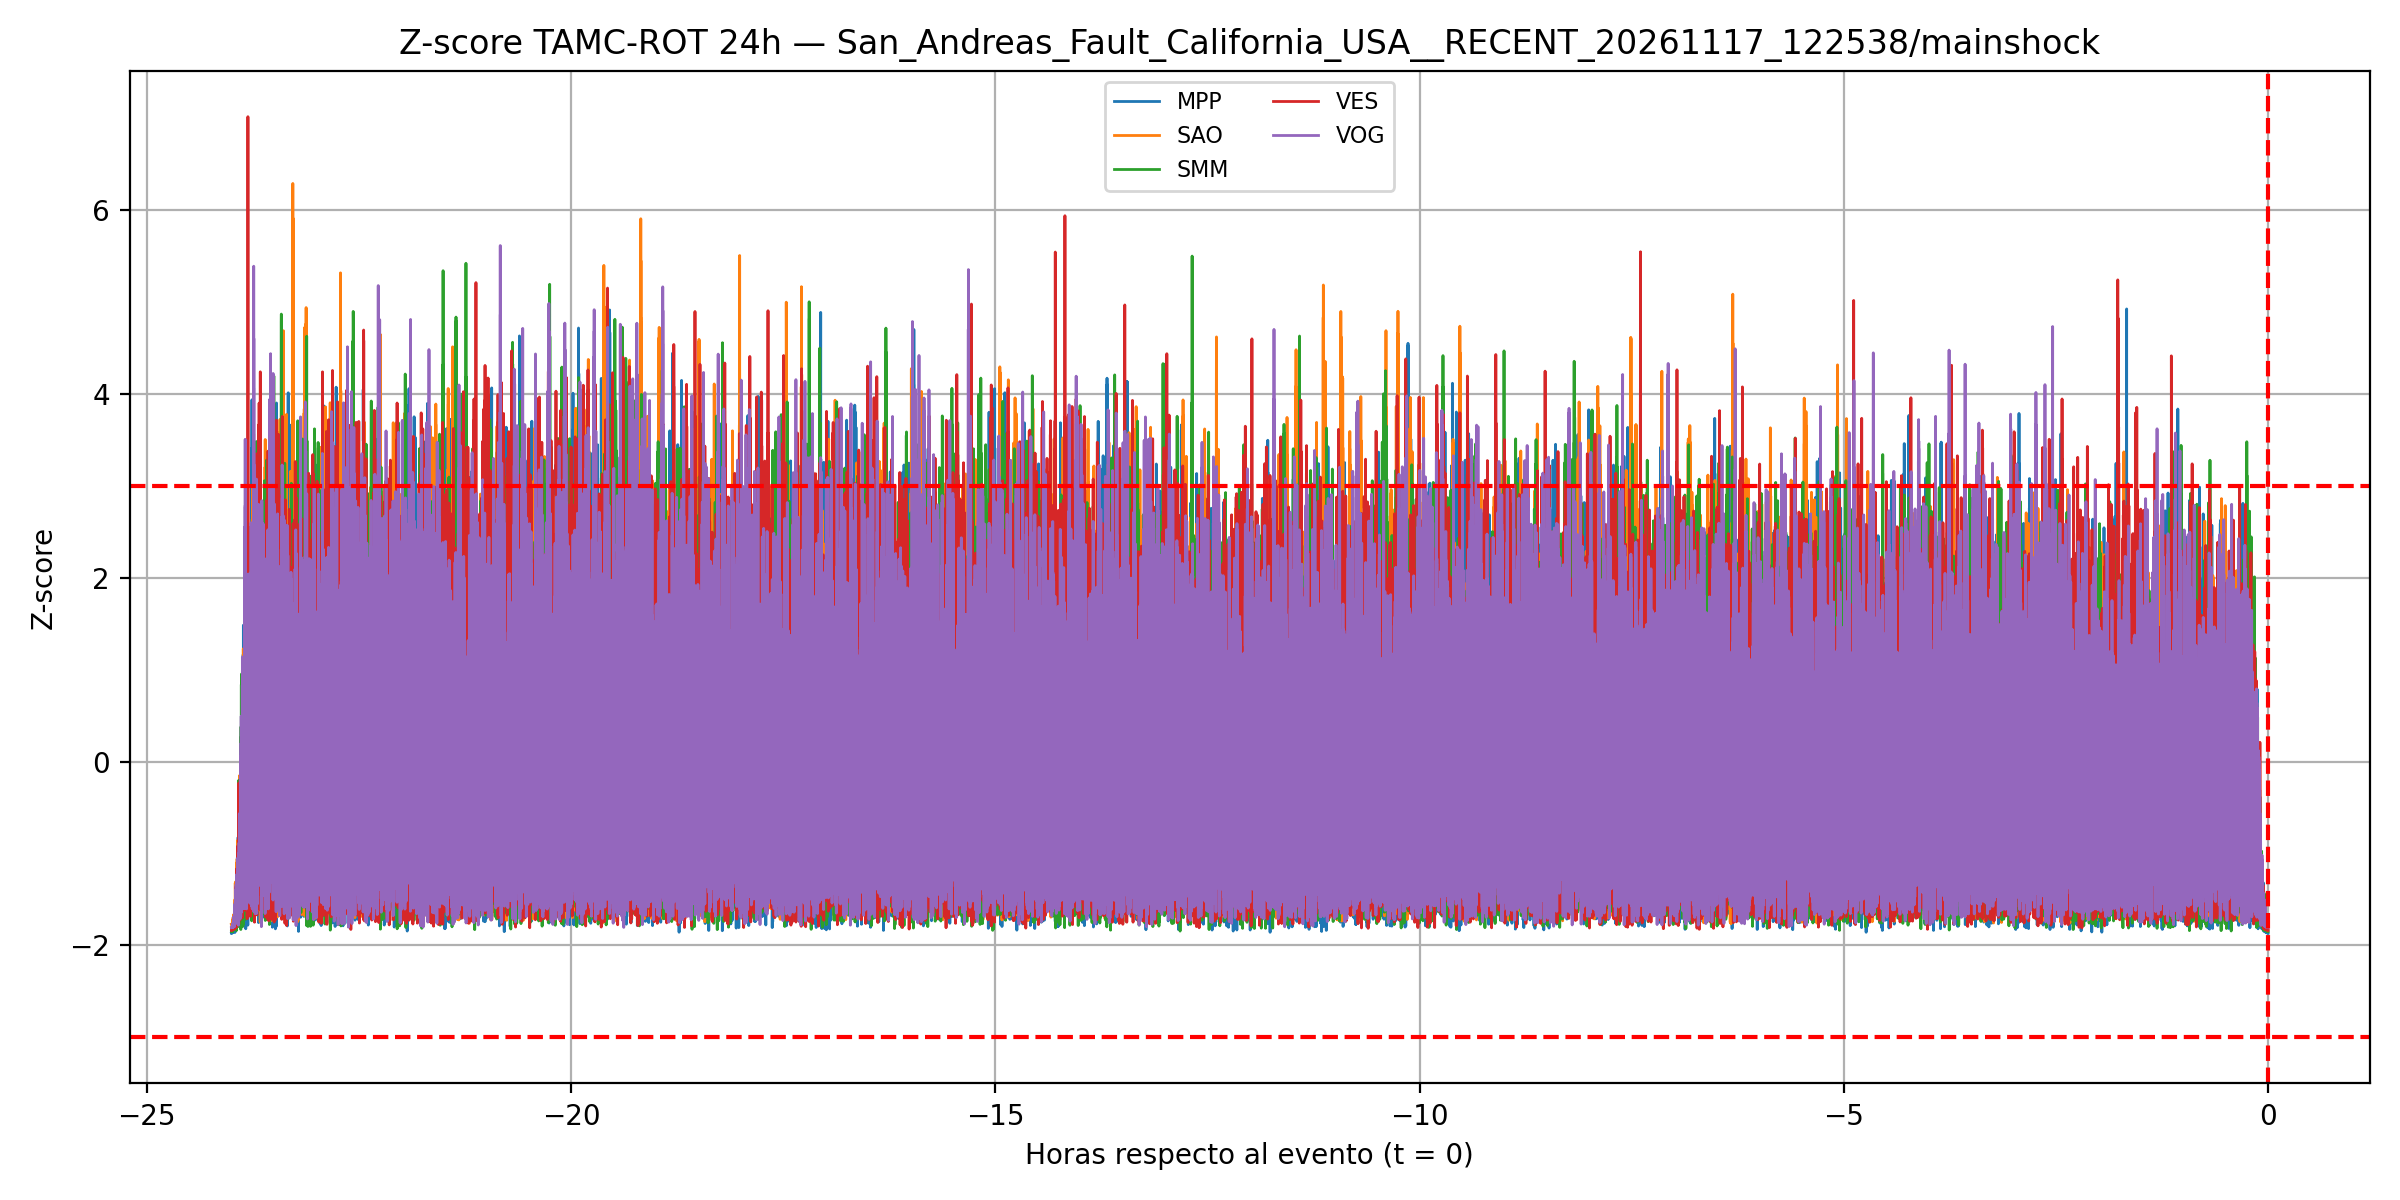 Z-score TAMC-ROT 24h — San_Andreas_Fault_California_USA__RECENT_20261117_122538/mainshock
MPP
SAO
SMM
VES
VOG
Z-score
6
4
2
0
−2
−25
−20
−15
−10
−5
0
Horas respecto al evento (t = 0)